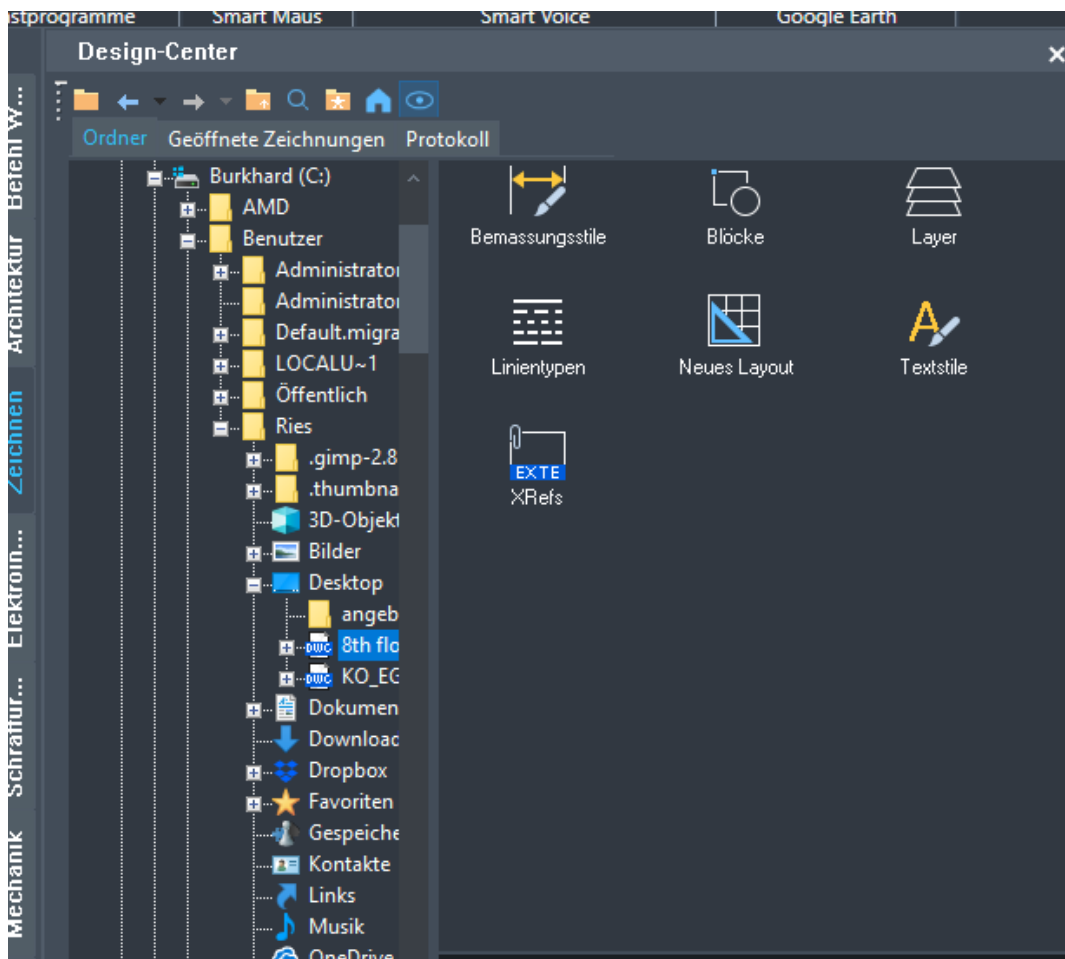 stprogramme
Smart Maus
Smart Voice
Google Earth
Design-Center
Ordner
Geöffnete Zeichnungen
Protokoll
Befehl W...
Architektur
Zeichnen
Elektroin...
Schraffur...
Mechanik
Burkhard (C:)
AMD
Benutzer
Administrator
Administrator
Default.migra
LOCALU~1
Öffentlich
Ries
.gimp-2.8
.thumbna
3D-Objekt
Bilder
Desktop
angeb
8th flo
KO_EG
Dokumen
Download
Dropbox
Favoriten
Gespeiche
Kontakte
Links
Musik
OneDrive
DWG
DWG
Bemassungsstile
Blöcke
Layer
Linientypen
Neues Layout
Textstile
EXTE
XRefs